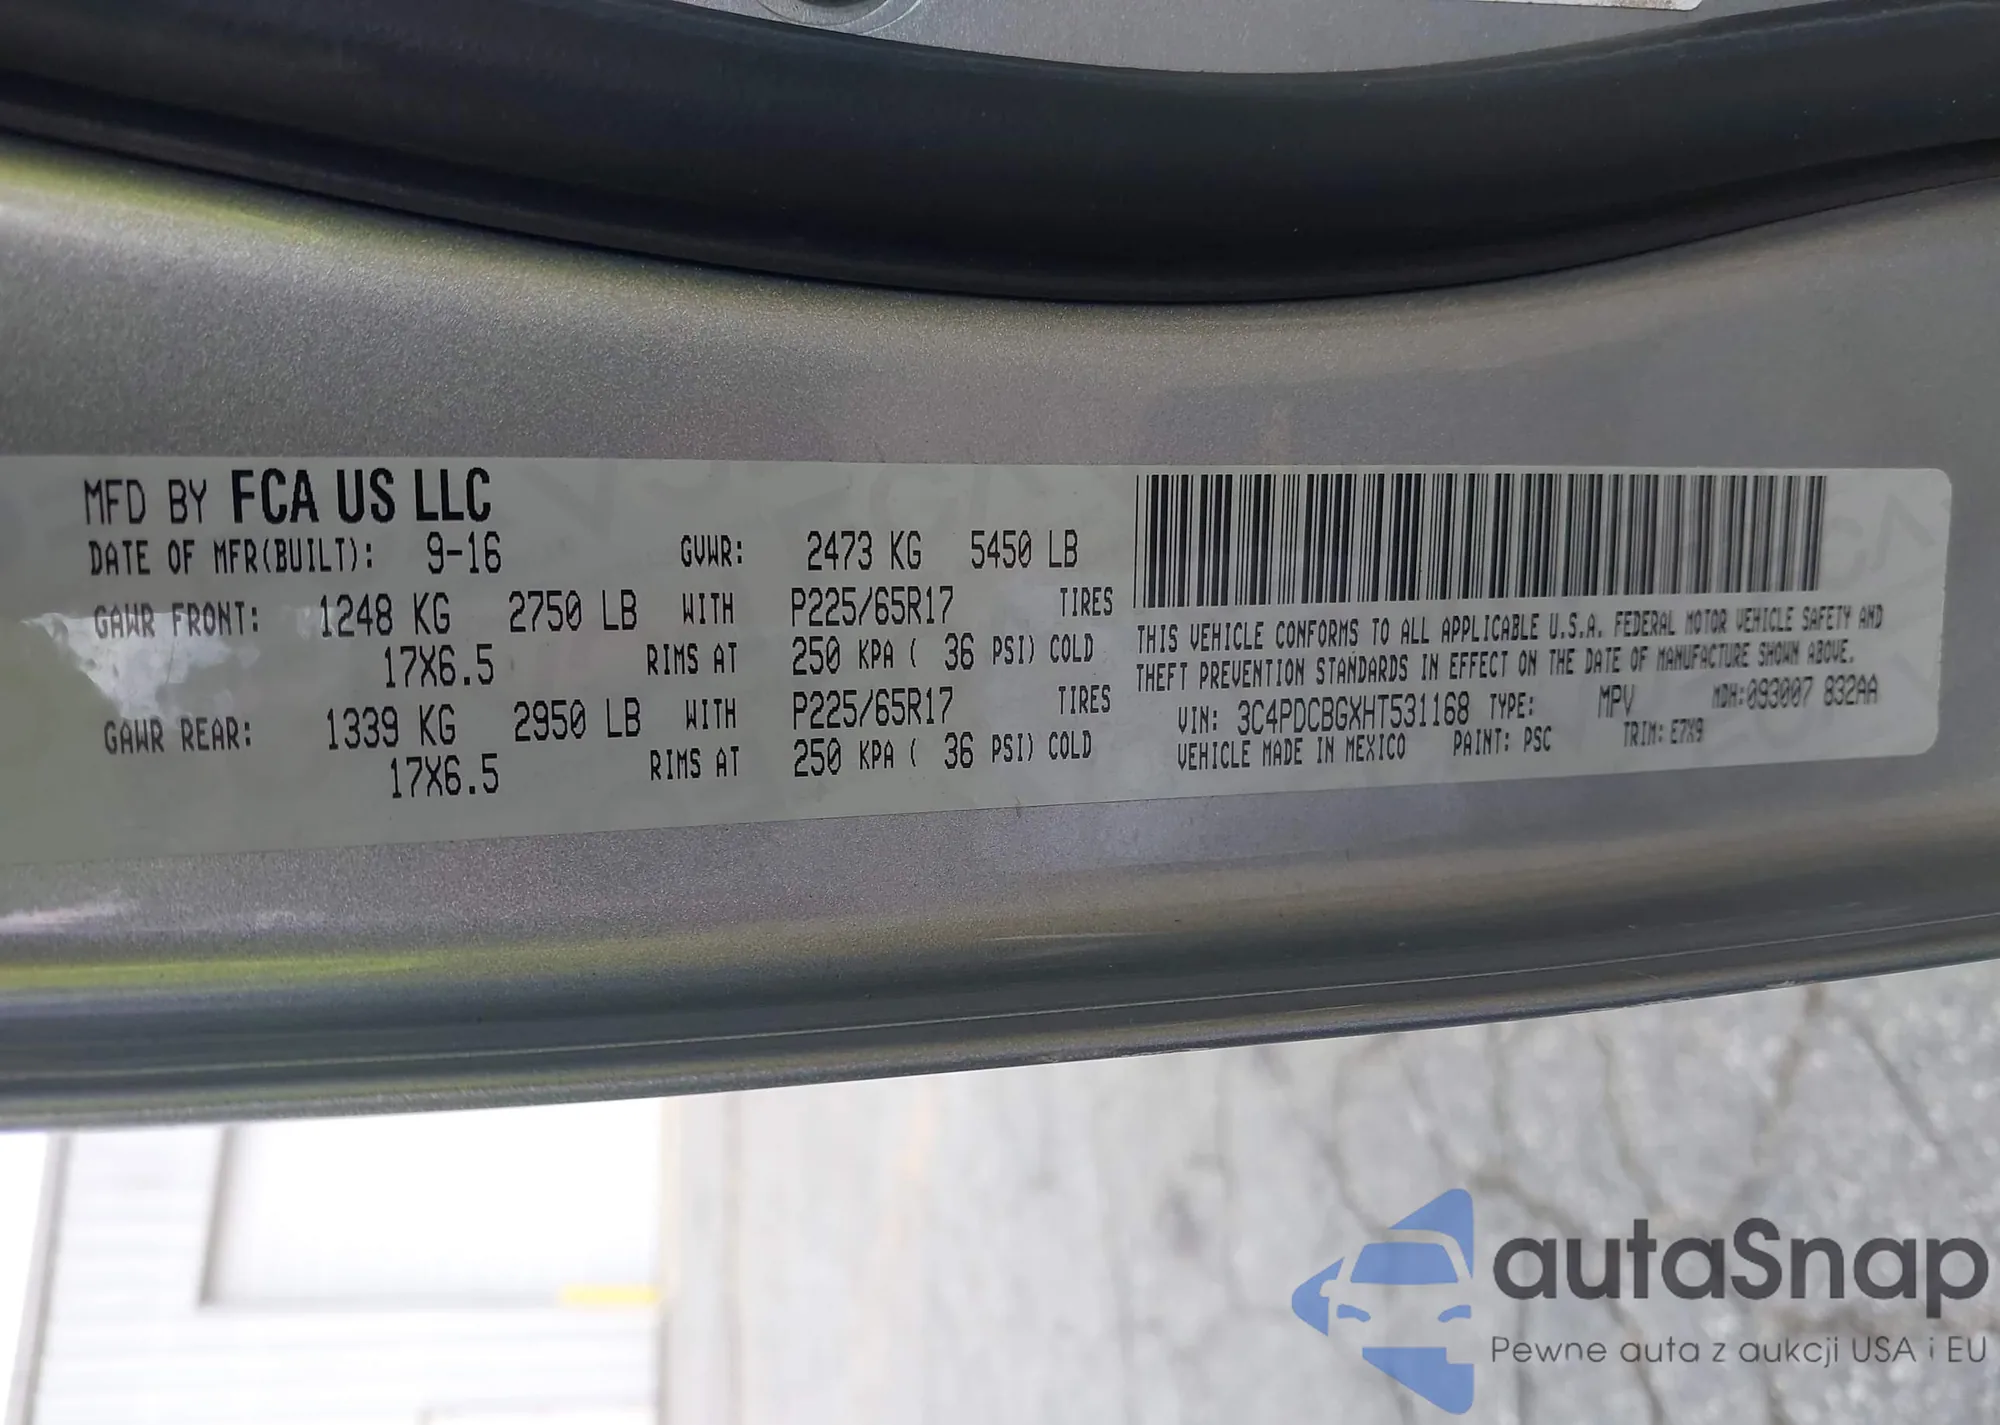 MFD BY FCA US LLC
DATE OF MFR(BUILT): 9-16 GVWR: 2473 KG 5450 LB
GAWR FRONT: 1248 KG 2750 LB WITH P225/65R17 TIRES
17X6.5 RIMS AT 250 KPA ( 36 PSI) COLD
GAWR REAR: 1339 KG 2950 LB WITH P225/65R17 TIRES
17X6.5 RIMS AT 250 KPA ( 36 PSI) COLD
THIS VEHICLE CONFORMS TO ALL APPLICABLE U.S.A. FEDERAL MOTOR VEHICLE SAFETY AND
THEFT PREVENTION STANDARDS IN EFFECT ON THE DATE OF MANUFACTURE SHOWN ABOVE.
VIN: 3C4PDCBGXHT531168 TYPE: MPV MDH:093007 832AA
VEHICLE MADE IN MEXICO PAINT: PSC TRIM: E7X9
autaSnap
Pewne auta z aukcji USA i EU